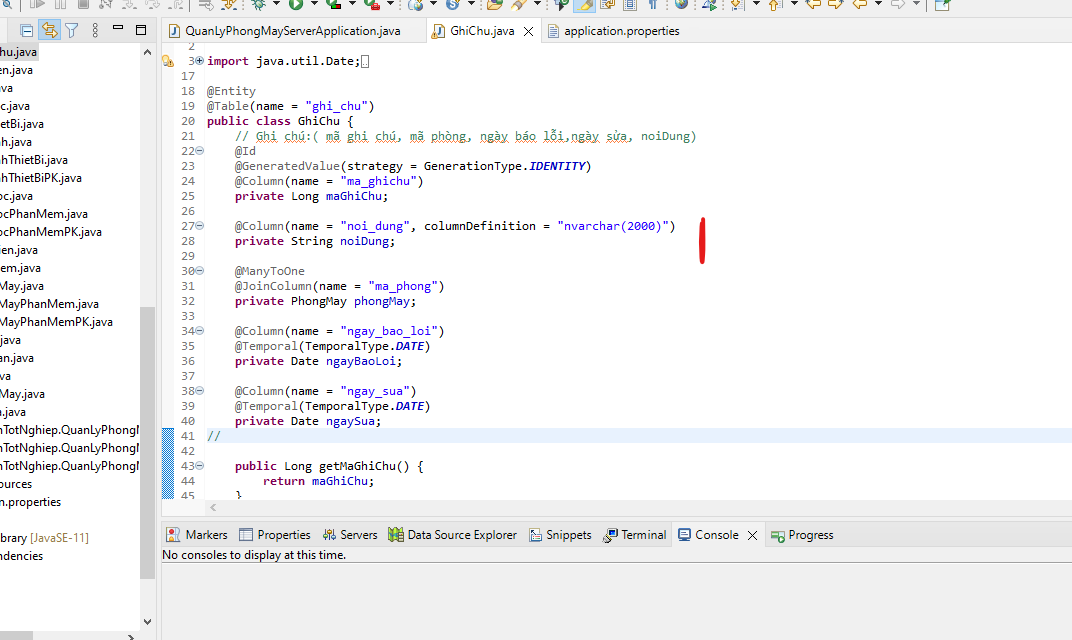 QuanLyPhongMayServerApplication.java
GhiChu.java
application.properties
hu.java
en.java
va
c.java
etBi.java
h.java
hThietBi.java
hThietBiPK.java
oc.java
ocPhanMem.java
ocPhanMemPK.java
ien.java
em.java
May.java
MayPhanMem.java
MayPhanMemPK.java
.java
an.java
va
May.java
n.java
nTotNghiep.QuanLyPhongM
nTotNghiep.QuanLyPhongM
nTotNghiep.QuanLyPhongM
ources
n.properties
ibrary [JavaSE-11]
ndencies
2
3 import java.util.Date;
17
18 @Entity
19 @Table(name = "ghi_chu")
20 public class GhiChu {
21 // Ghi chú:( mã ghi chú, mã phòng, ngày báo lỗi,ngày sửa, noiDung)
22 @Id
23 @GeneratedValue(strategy = GenerationType.IDENTITY)
24 @Column(name = "ma_ghichu")
25 private Long maGhiChu;
26
27 @Column(name = "noi_dung", columnDefinition = "nvarchar(2000)")
28 private String noiDung;
29
30 @ManyToOne
31 @JoinColumn(name = "ma_phong")
32 private PhongMay phongMay;
33
34 @Column(name = "ngay_bao_loi")
35 @Temporal(TemporalType.DATE)
36 private Date ngayBaoLoi;
37
38 @Column(name = "ngay_sua")
39 @Temporal(TemporalType.DATE)
40 private Date ngaySua;
41 //
42
43 public Long getMaGhiChu() {
44 return maGhiChu;
45 }
Markers
Properties
Servers
Data Source Explorer
Snippets
Terminal
Console
Progress
No consoles to display at this time.